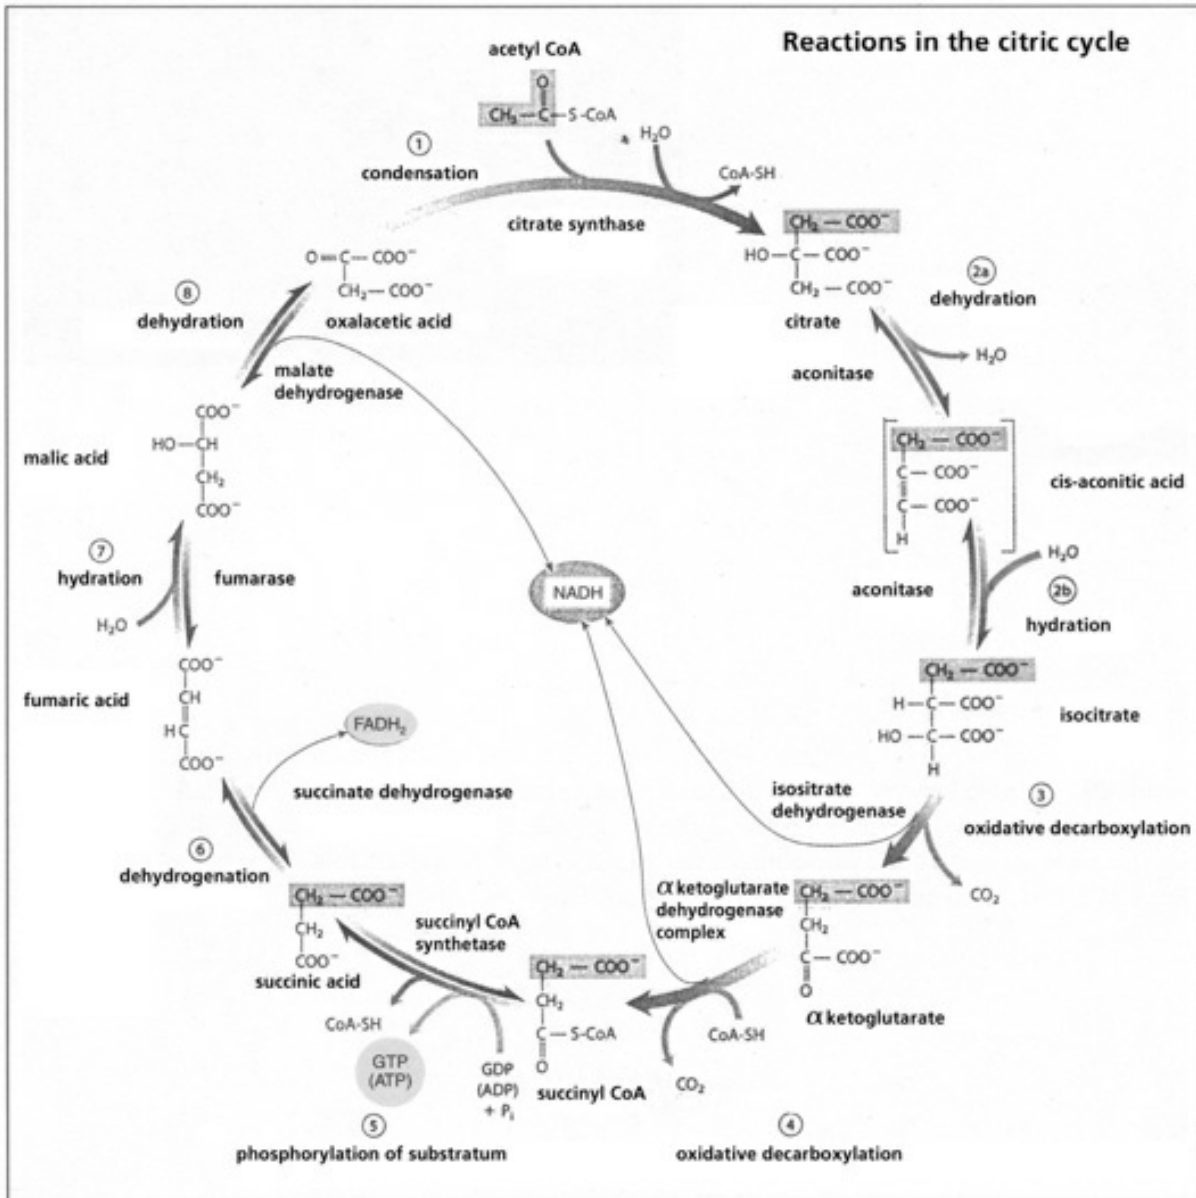 Reactions in the citric cycle
acetyl CoA
O
CH₃ — C — S-CoA
1
condensation
H₂O
CoA-SH
citrate synthase
CH₂ — COO⁻
HO — C — COO⁻
CH₂ — COO⁻
citrate
2a
dehydration
H₂O
aconitase
CH₂ — COO⁻
C — COO⁻
C — COO⁻
H
cis-aconitic acid
aconitase
H₂O
2b
hydration
CH₂ — COO⁻
H — C — COO⁻
HO — C — COO⁻
H
isocitrate
isositrate
dehydrogenase
3
oxidative decarboxylation
CO₂
CH₂ — COO⁻
CH₂
C — COO⁻
O
α ketoglutarate
α ketoglutarate
dehydrogenase
complex
CoA-SH
CO₂
4
oxidative decarboxylation
CH₂ — COO⁻
CH₂
C — S-CoA
O
succinyl CoA
succinyl CoA
synthetase
CoA-SH
GTP
(ATP)
GDP
(ADP)
+ Pᵢ
5
phosphorylation of substratum
CH₂ — COO⁻
CH₂
COO⁻
succinic acid
6
dehydrogenation
succinate dehydrogenase
FADH₂
COO⁻
CH
HC
COO⁻
fumaric acid
7
hydration
H₂O
fumarase
COO⁻
HO — CH
CH₂
COO⁻
malic acid
8
dehydration
malate
dehydrogenase
NADH
O = C — COO⁻
CH₂ — COO⁻
oxalacetic acid